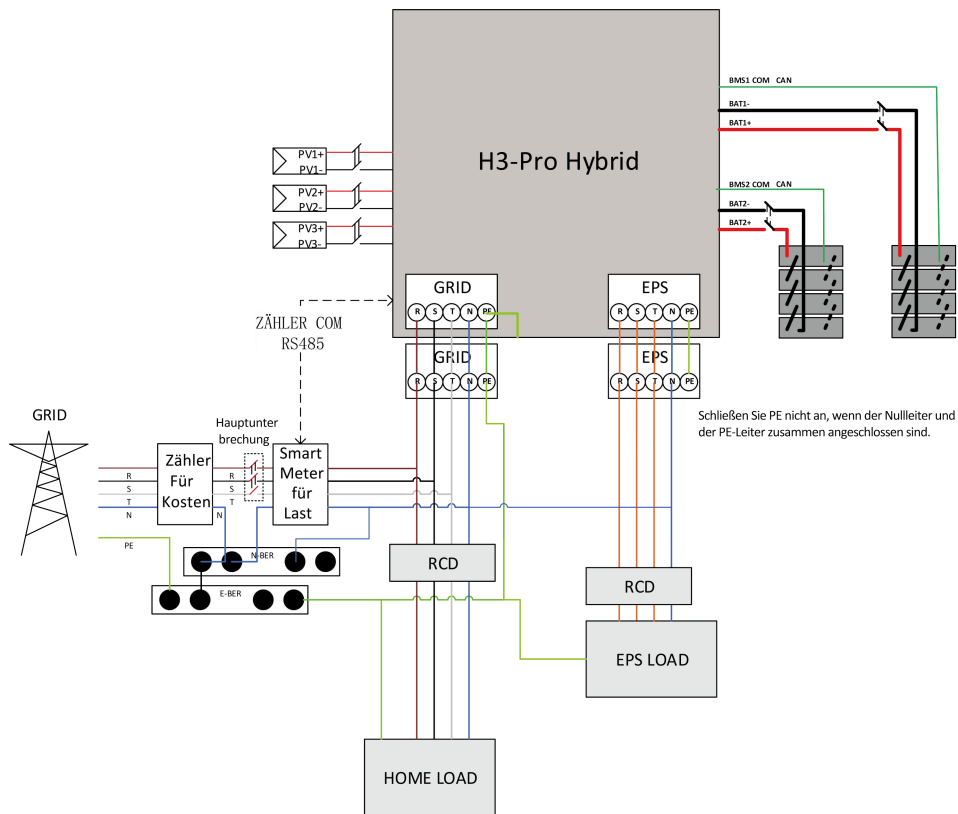 BMS1 COM CAN
BAT1-
BAT1+
PV1+
PV1-
H3-Pro Hybrid
PV2+
PV2-
BMS2 COM CAN
BAT2-
BAT2+
PV3+
PV3-
GRID
R S T N PE
EPS
R S T N PE
ZÄHLER COM
RS485
GRID
R S T N PE
EPS
R S T N PE
Schließen Sie PE nicht an, wenn der Nullleiter und
der PE-Leiter zusammen angeschlossen sind.
GRID
Hauptunter
brechung
Zähler
Für
Kosten
Smart
Meter
für
Last
R
S
T
N
R
S
T
N
PE
N-BER
E-BER
RCD
RCD
EPS LOAD
HOME LOAD